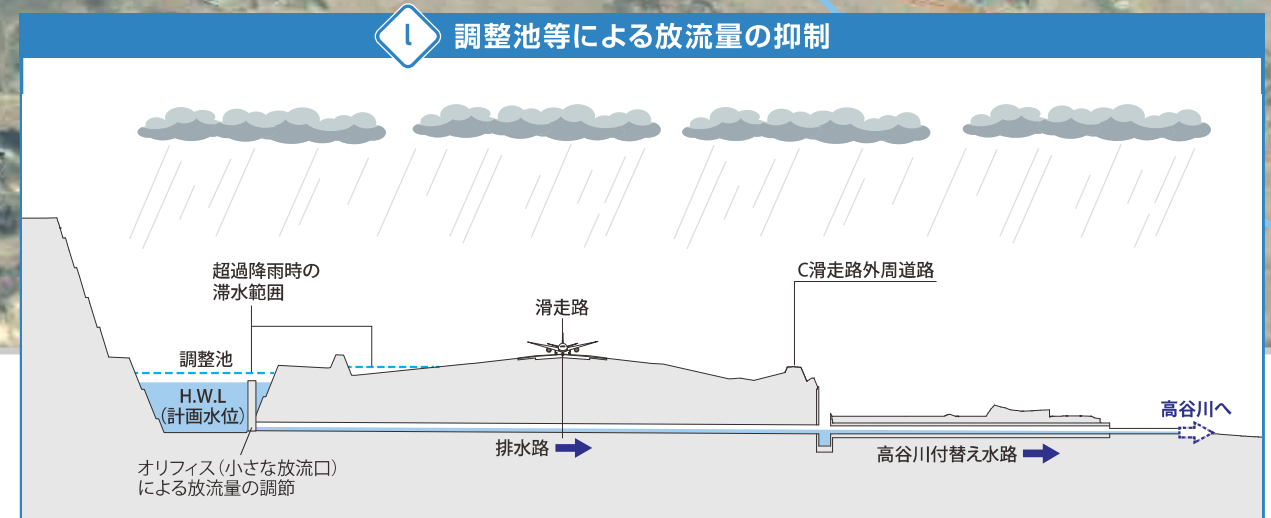 l 調整池等による放流量の抑制
超過降雨時の
滞水範囲
C滑走路外周道路
滑走路
調整池
H.W.L
(計画水位)
高谷川へ
排水路
高谷川付替え水路
オリフィス(小さな放流口)
による放流量の調節